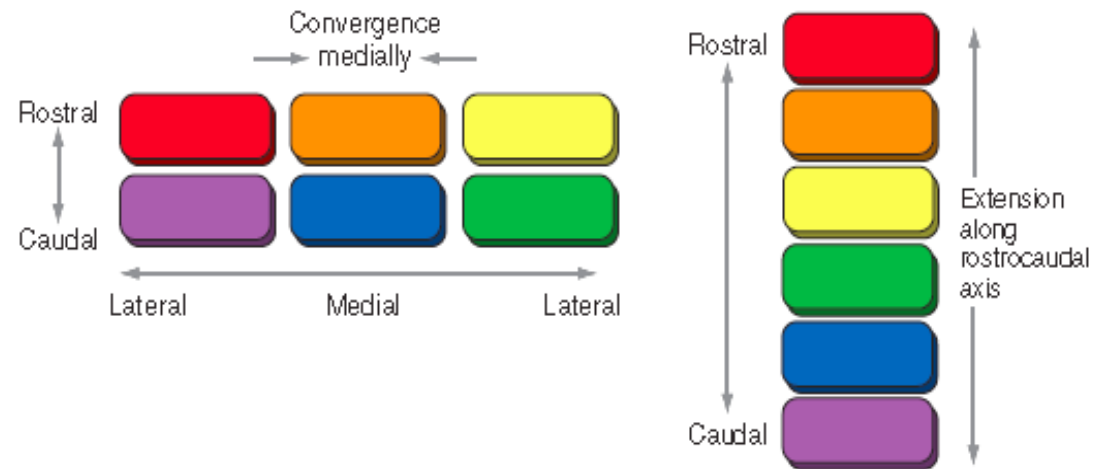 Convergence
medially
Rostral
Caudal
Lateral
Medial
Lateral
Rostral
Caudal
Extension
along
rostrocaudal
axis